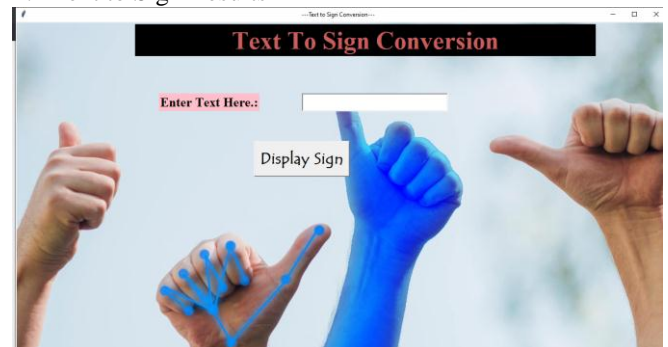 ---Text to Sign Conversion---
Text To Sign Conversion
Enter Text Here.:
Display Sign